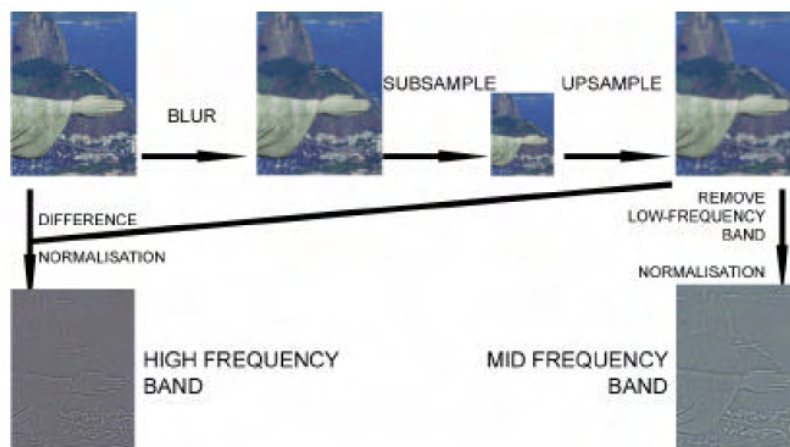 SUBSAMPLE
UPSAMPLE
BLUR
DIFFERENCE
NORMALISATION
REMOVE
LOW-FREQUENCY
BAND
NORMALISATION
HIGH FREQUENCY
BAND
MID FREQUENCY
BAND